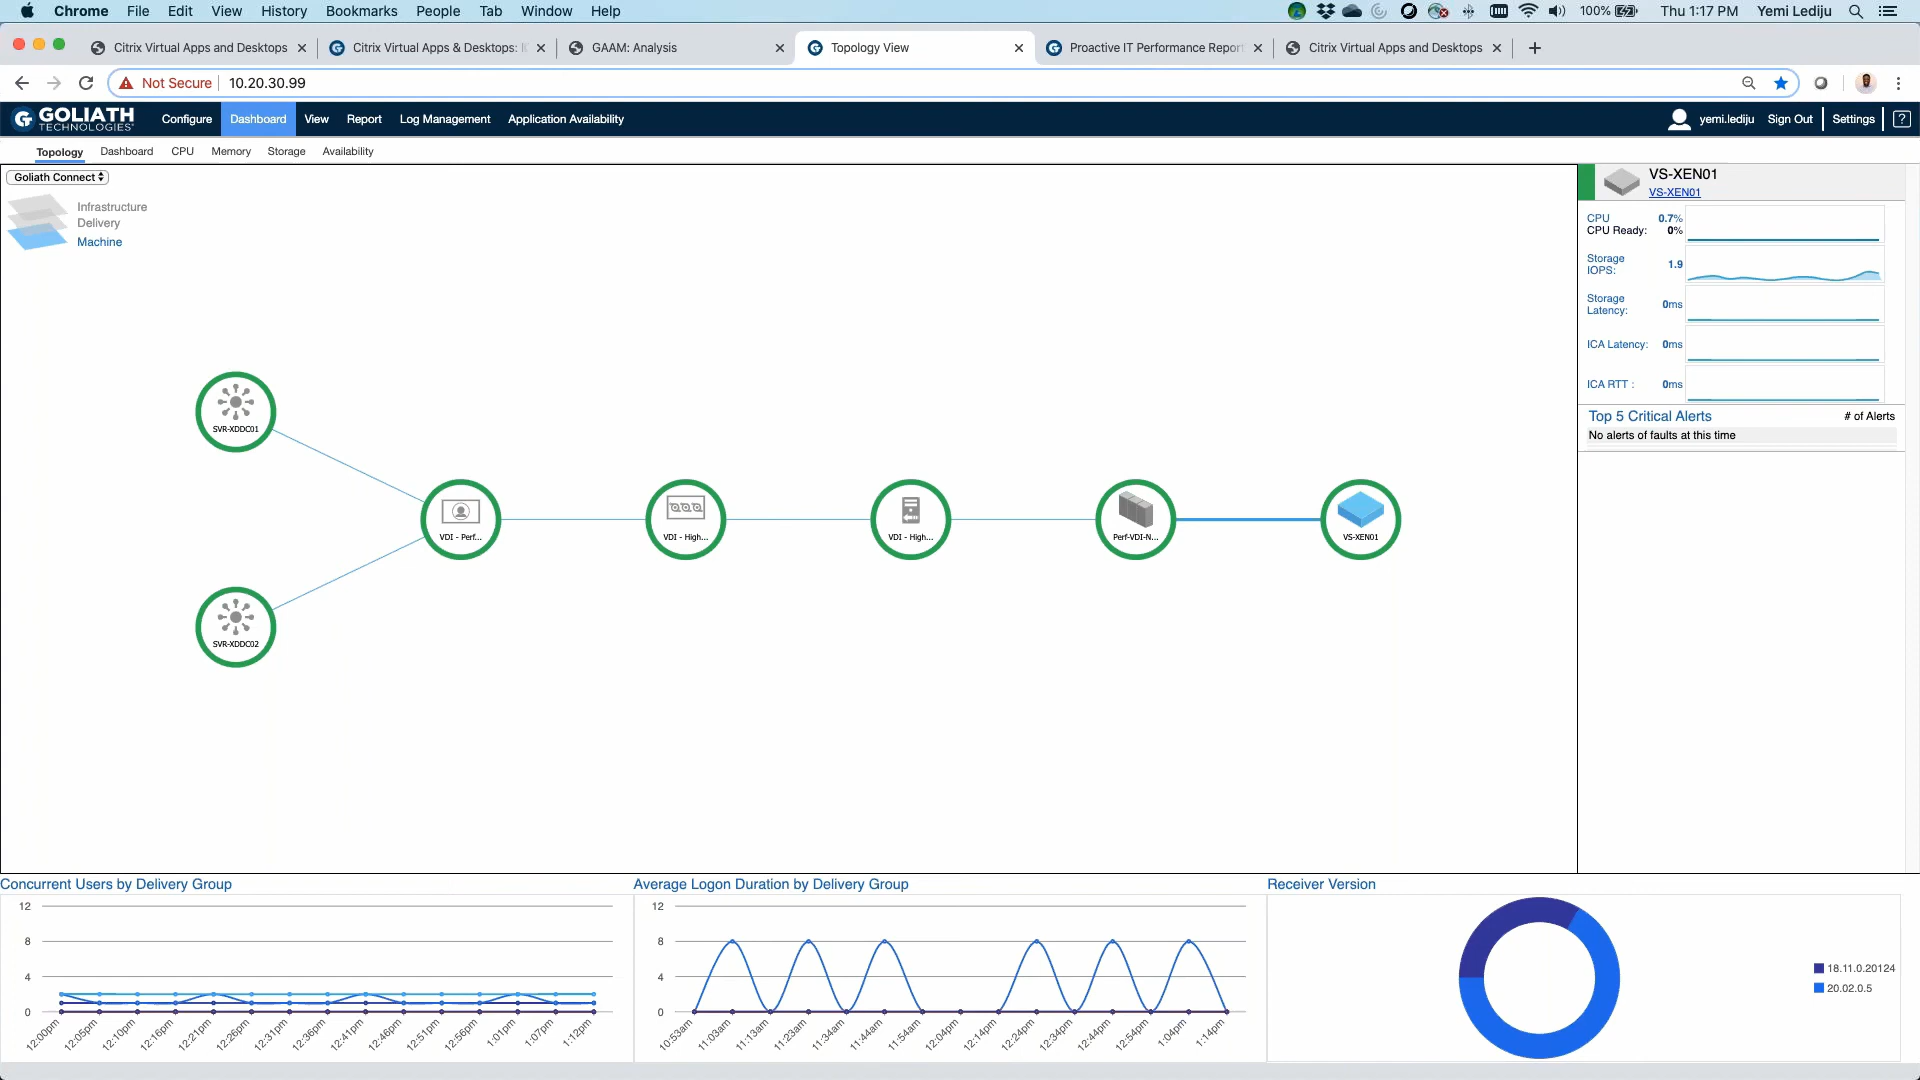 Chrome File Edit View History Bookmarks People Tab Window Help 100% Thu 1:17 PM Yemi Lediju
Citrix Virtual Apps and Desktops Citrix Virtual Apps & Desktops: GAAM: Analysis Topology View Proactive IT Performance Report Citrix Virtual Apps and Desktops
Not Secure 10.20.30.99
GOLIATH TECHNOLOGIES Configure Dashboard View Report Log Management Application Availability yemi.lediju Sign Out Settings ?
Topology Dashboard CPU Memory Storage Availability
Goliath Connect
Infrastructure
Delivery
Machine
SVR-XDDC01
VDI - Perf... VDI - High... VDI - High... Perf-VDI-N... VS-XEN01
SVR-XDDC02
VS-XEN01
VS-XEN01
CPU 0.7%
CPU Ready: 0%
Storage IOPS: 1.9
Storage Latency: 0ms
ICA Latency: 0ms
ICA RTT : 0ms
Top 5 Critical Alerts # of Alerts
No alerts of faults at this time
Concurrent Users by Delivery Group
12
8
4
0
12:00pm 12:05pm 12:10pm 12:16pm 12:21pm 12:26pm 12:31pm 12:36pm 12:41pm 12:46pm 12:51pm 12:56pm 1:01pm 1:07pm 1:12pm
Average Logon Duration by Delivery Group
12
8
4
0
10:53am 11:03am 11:13am 11:23am 11:34am 11:44am 11:54am 12:04pm 12:14pm 12:24pm 12:34pm 12:44pm 12:54pm 1:04pm 1:14pm
Receiver Version
18.11.0.20124
20.02.0.5